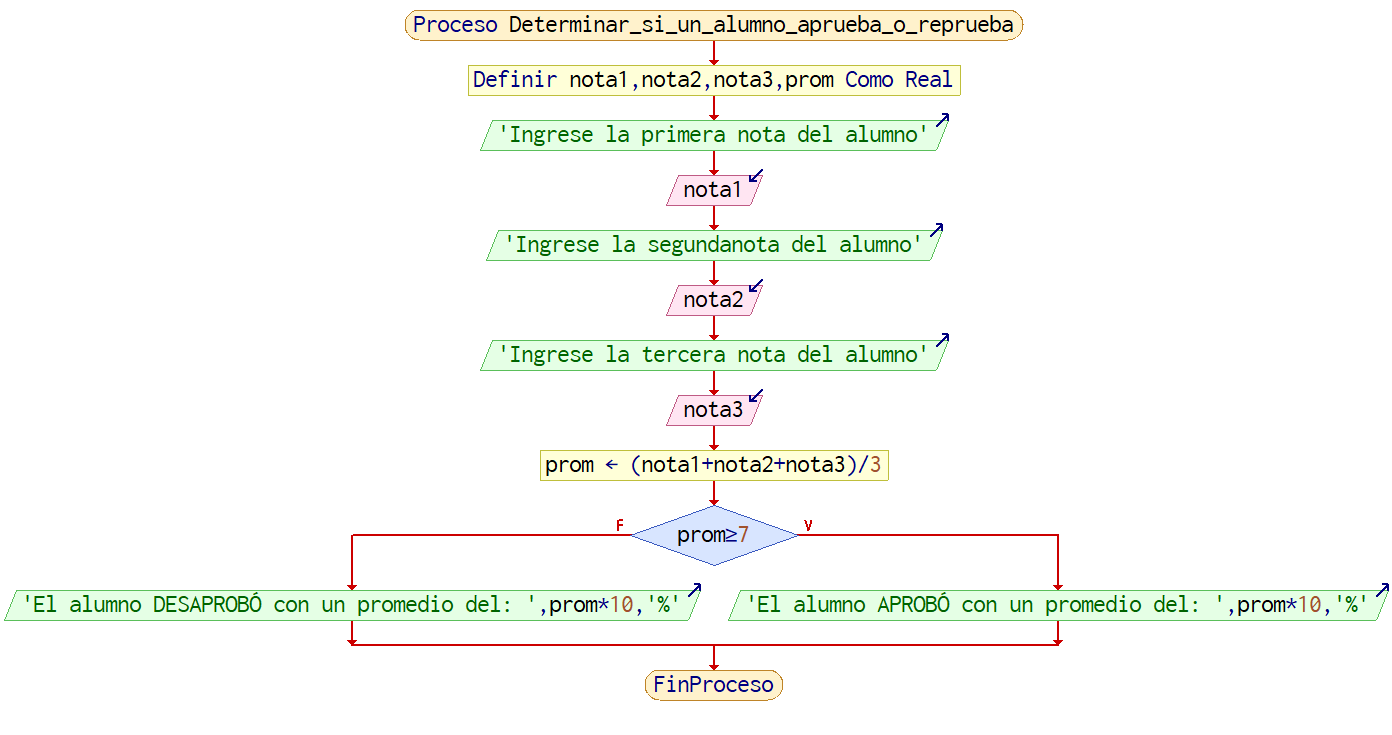 Proceso Determinar_si_un_alumno_aprueba_o_reprueba
Definir nota1,nota2,nota3,prom Como Real
'Ingrese la primera nota del alumno'
nota1
'Ingrese la segundanota del alumno'
nota2
'Ingrese la tercera nota del alumno'
nota3
prom ← (nota1+nota2+nota3)/3
F
prom≥7
V
'El alumno DESAPROBÓ con un promedio del: ',prom*10,'%'
'El alumno APROBÓ con un promedio del: ',prom*10,'%'
FinProceso